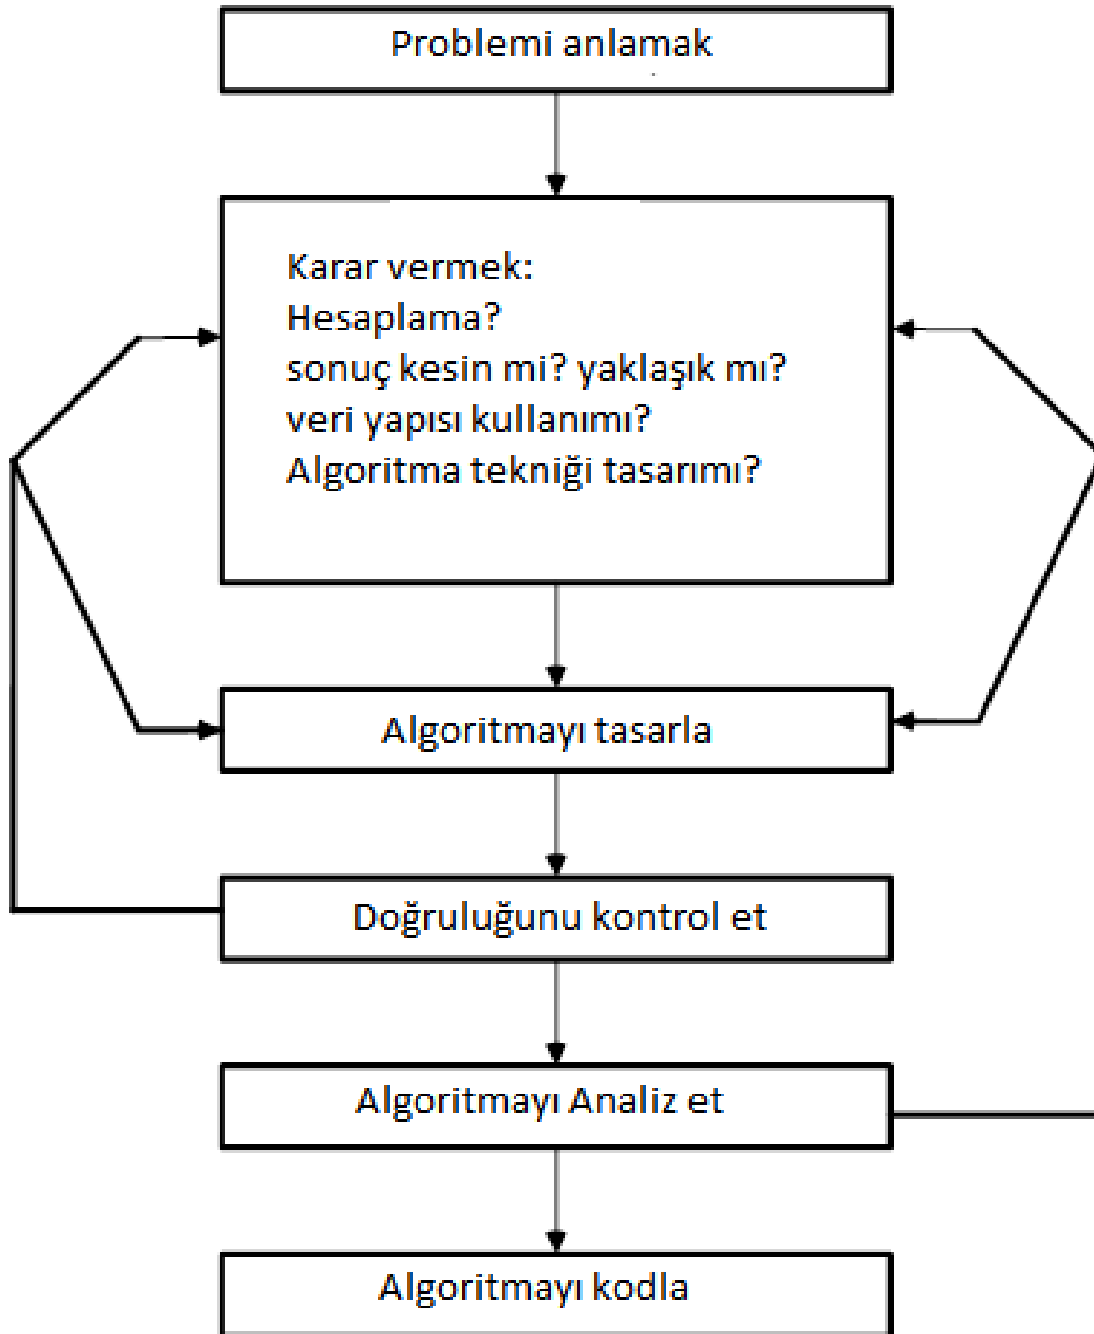 Problemi anlamak
Karar vermek:
Hesaplama?
sonuç kesin mi? yaklaşık mı?
veri yapısı kullanımı?
Algoritma tekniği tasarımı?
Algoritmayı tasarla
Doğruluğunu kontrol et
Algoritmayı Analiz et
Algoritmayı kodla